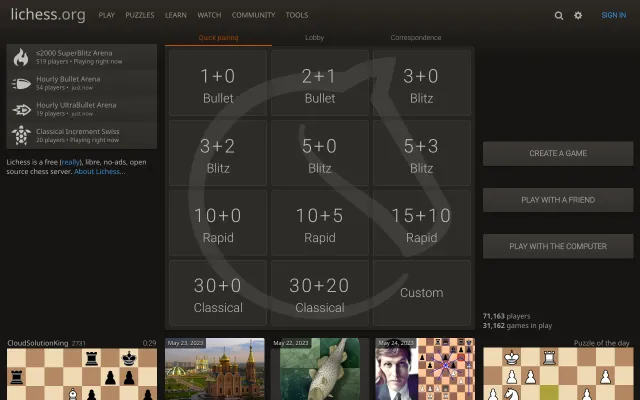 lichess.org PLAY PUZZLES LEARN WATCH COMMUNITY TOOLS SIGN IN
Quick pairing Lobby Correspondence
≤2000 SuperBlitz Arena
519 players • Playing right now
Hourly Bullet Arena
54 players • just now
Hourly UltraBullet Arena
19 players • just now
Classical Increment Swiss
20 players • Playing right now
Lichess is a free (really), libre, no-ads, open
source chess server. About Lichess...
1+0
Bullet
2+1
Bullet
3+0
Blitz
3+2
Blitz
5+0
Blitz
5+3
Blitz
10+0
Rapid
10+5
Rapid
15+10
Rapid
30+0
Classical
30+20
Classical
Custom
CREATE A GAME
PLAY WITH A FRIEND
PLAY WITH THE COMPUTER
71,163 players
31,162 games in play
CloudSolutionKing 2731 0:29
May 23, 2023
May 22, 2023
May 24, 2023
Puzzle of the day